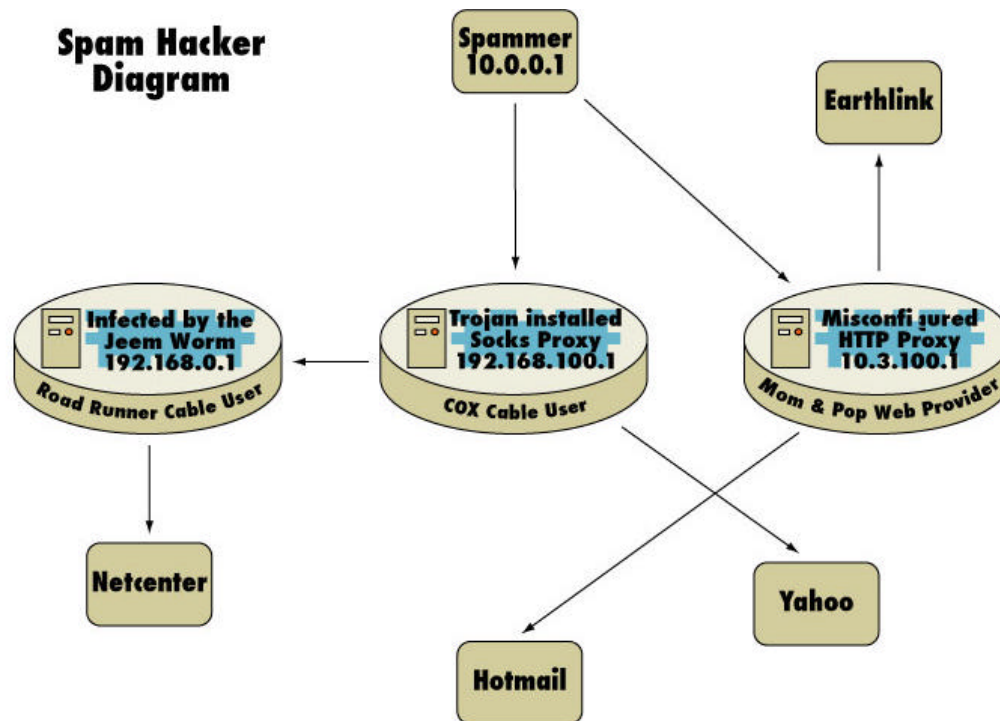 Spam Hacker
Diagram
Spammer
10.0.0.1
Earthlink
Infected by the
Jeem Worm
192.168.0.1
Road Runner Cable User
Trojan installed
Socks Proxy
192.168.100.1
COX Cable User
Misconfigured
HTTP Proxy
10.3.100.1
Mom & Pop Web Provider
Netcenter
Yahoo
Hotmail